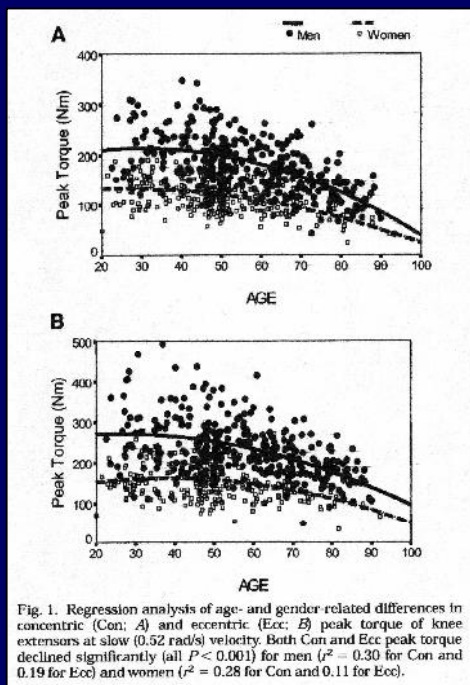 Men Women
A
400
300
200
100
0
Peak Torque (Nm)
20 30 40 50 60 70 80 90 100
AGE
B
500
400
300
200
100
0
Peak Torque (Nm)
20 30 40 50 60 70 80 90 100
AGE
Fig. 1. Regression analysis of age- and gender-related differences in
concentric (Con; A) and eccentric (Ecc; B) peak torque of knee
extensors at slow (0.52 rad/s) velocity. Both Con and Ecc peak torque
declined significantly (all P < 0.001) for men (r² = 0.30 for Con and
0.19 for Ecc) and women (r² = 0.28 for Con and 0.11 for Ecc).